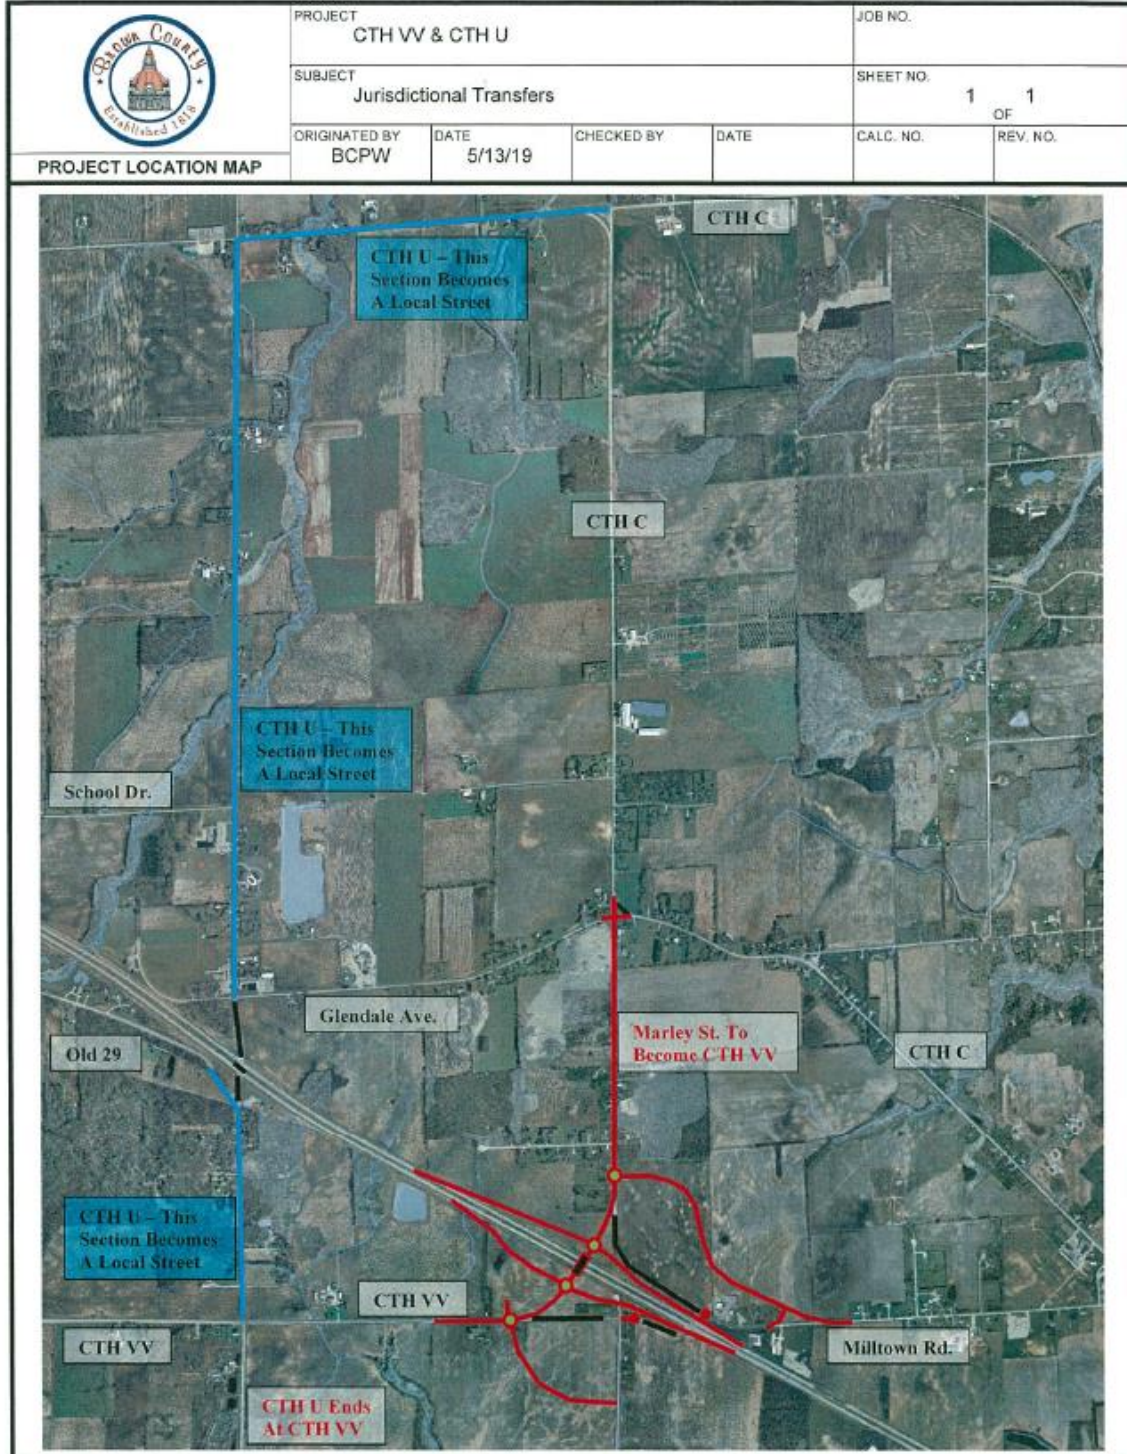 Brown County
Established 1818
PROJECT LOCATION MAP
PROJECT
CTH VV & CTH U
JOB NO.
SUBJECT
Jurisdictional Transfers
SHEET NO.
1 OF 1
ORIGINATED BY
BCPW
DATE
5/13/19
CHECKED BY
DATE
CALC. NO.
REV. NO.
CTH C
CTH U – This
Section Becomes
A Local Street
CTH C
CTH U – This
Section Becomes
A Local Street
School Dr.
Glendale Ave.
Old 29
Marley St. To
Become CTH VV
CTH C
CTH U – This
Section Becomes
A Local Street
CTH VV
CTH VV
Milltown Rd.
CTH U Ends
At CTH VV